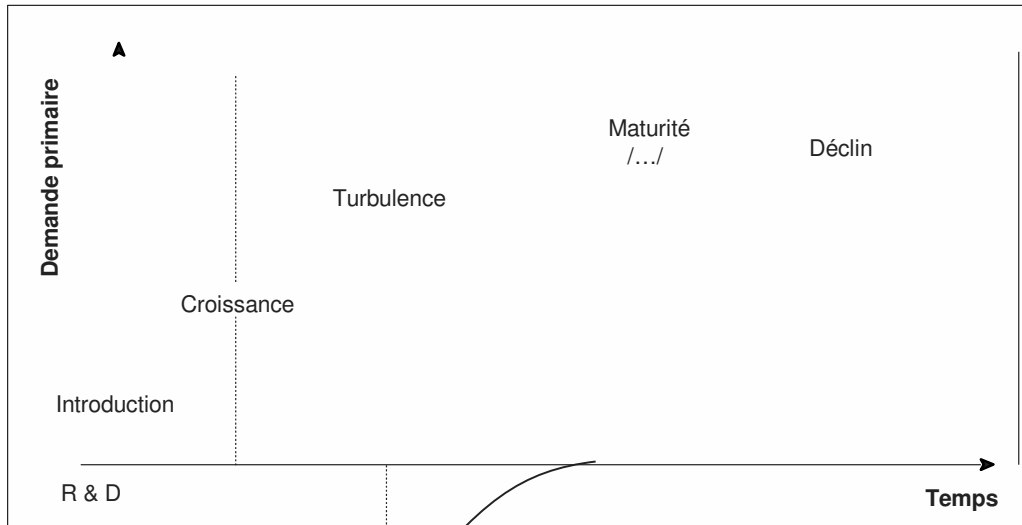 Demande primaire
Maturité
/…/
Déclin
Turbulence
Croissance
Introduction
R & D
Temps